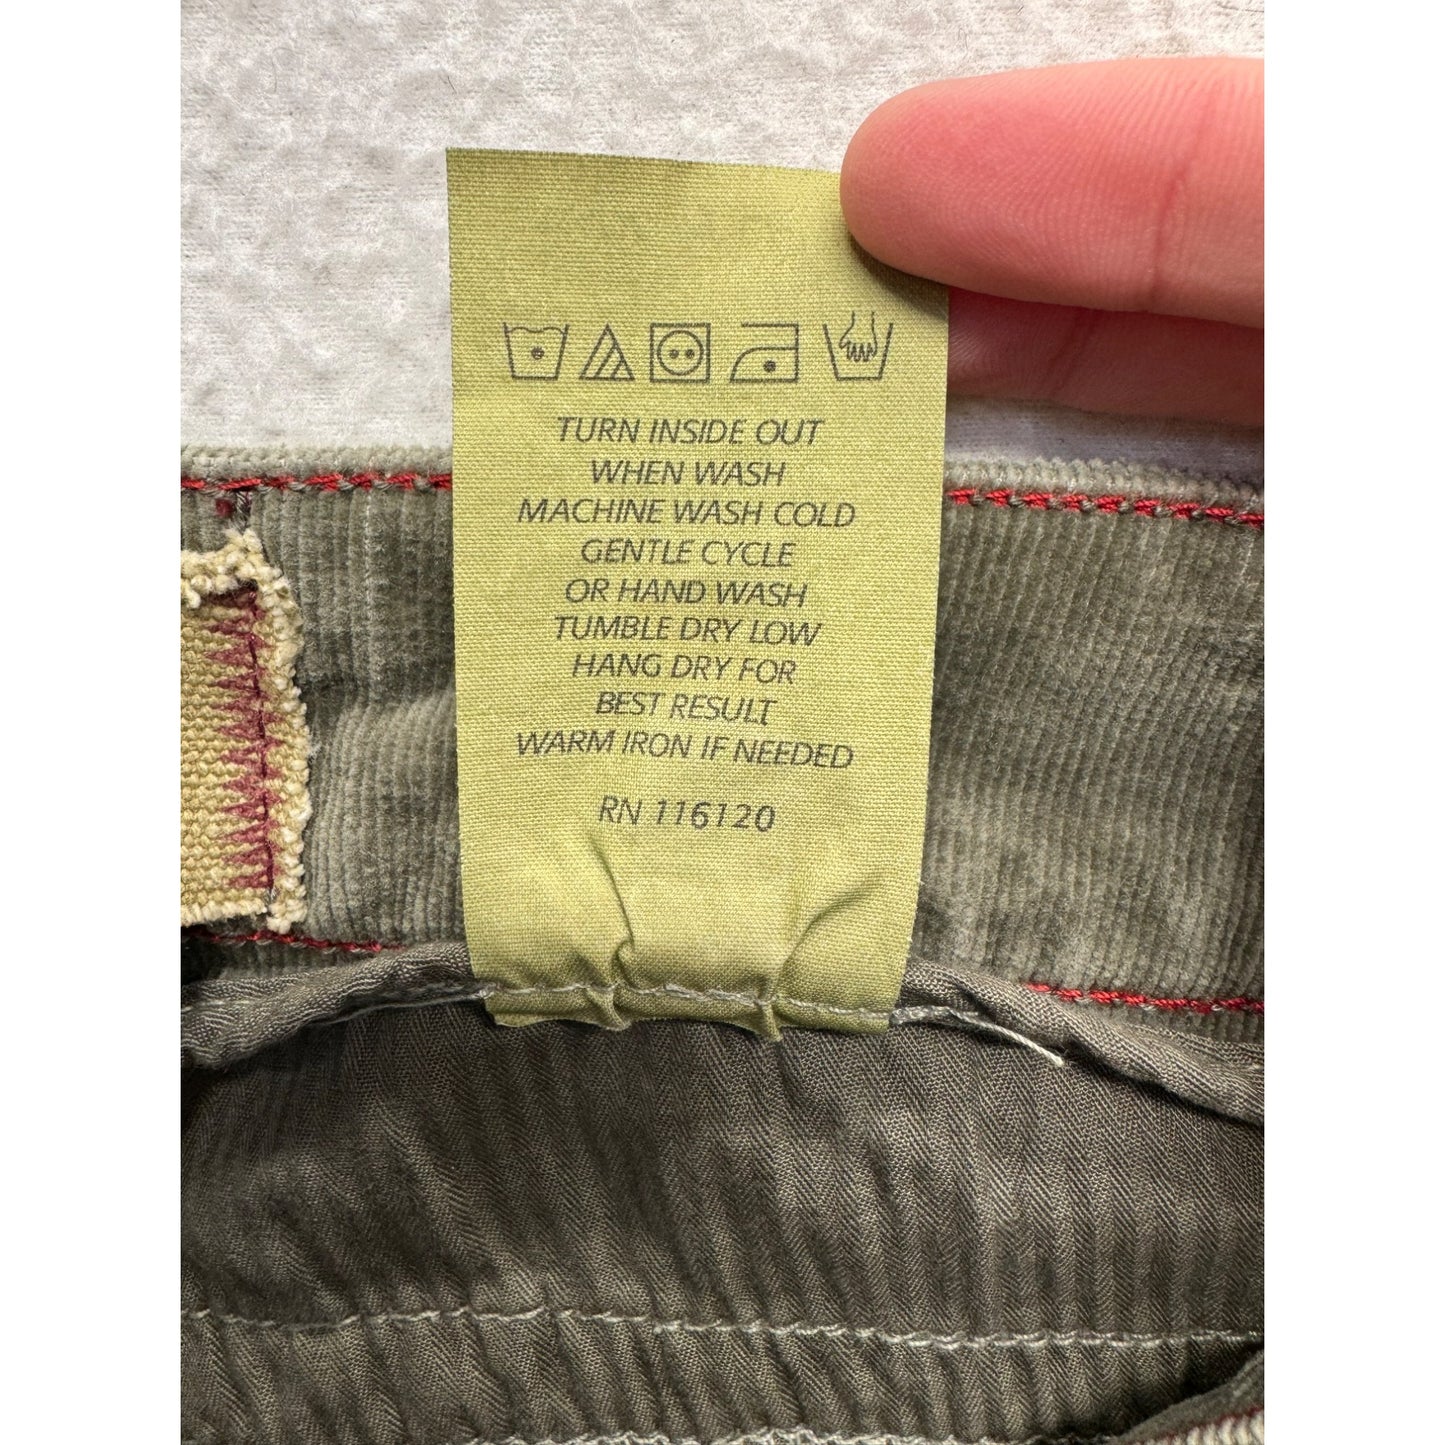 TURN INSIDE OUT
WHEN WASH
MACHINE WASH COLD
GENTLE CYCLE
OR HAND WASH
TUMBLE DRY LOW
HANG DRY FOR
BEST RESULT
WARM IRON IF NEEDED
RN 116120